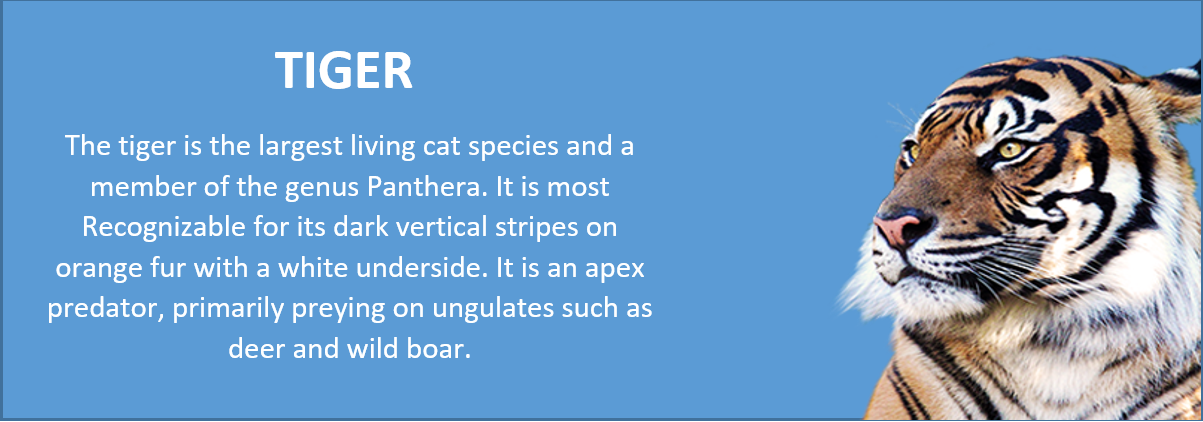 TIGER
The tiger is the largest living cat species and a
member of the genus Panthera. It is most
Recognizable for its dark vertical stripes on
orange fur with a white underside. It is an apex
predator, primarily preying on ungulates such as
deer and wild boar.